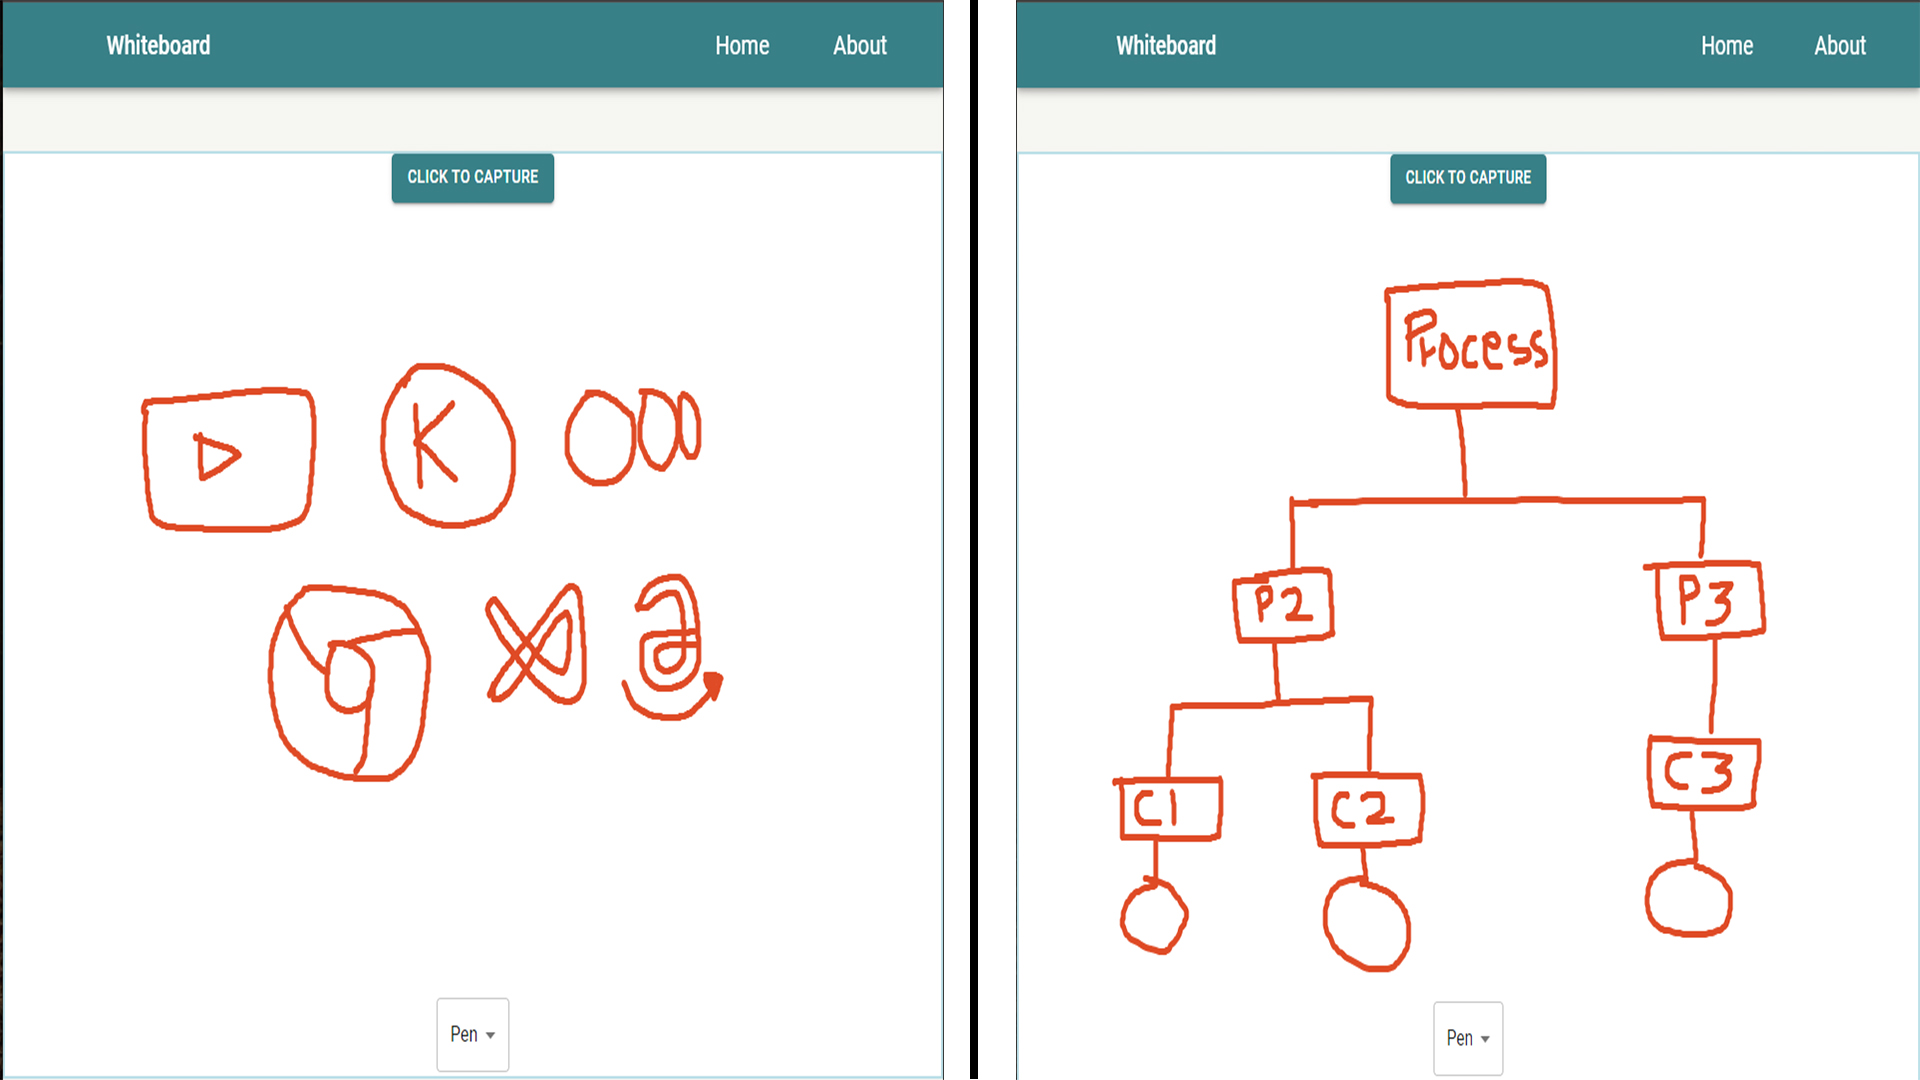 Whiteboard Home About
CLICK TO CAPTURE
K
a
Pen
Whiteboard Home About
CLICK TO CAPTURE
Process
P2 P3
C1 C2 C3
Pen